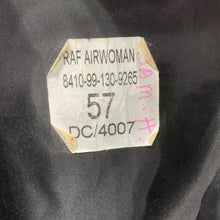 RAF AIRWOMAN
8410-99-130-9265
57
DC/4007